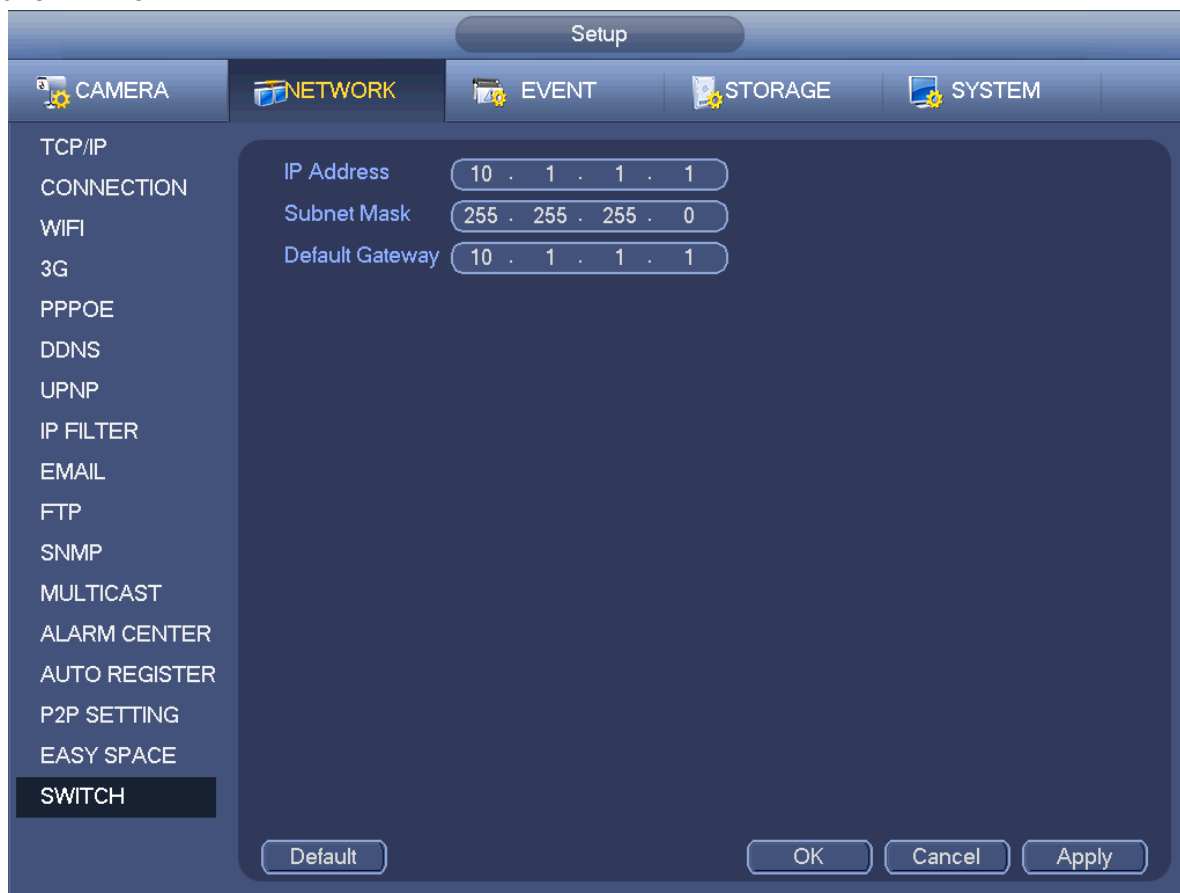 Setup
CAMERA
NETWORK
EVENT
STORAGE
SYSTEM
TCP/IP
CONNECTION
WIFI
3G
PPPOE
DDNS
UPNP
IP FILTER
EMAIL
FTP
SNMP
MULTICAST
ALARM CENTER
AUTO REGISTER
P2P SETTING
EASY SPACE
SWITCH
IP Address 10 . 1 . 1 . 1
Subnet Mask 255 . 255 . 255 . 0
Default Gateway 10 . 1 . 1 . 1
Default
OK
Cancel
Apply